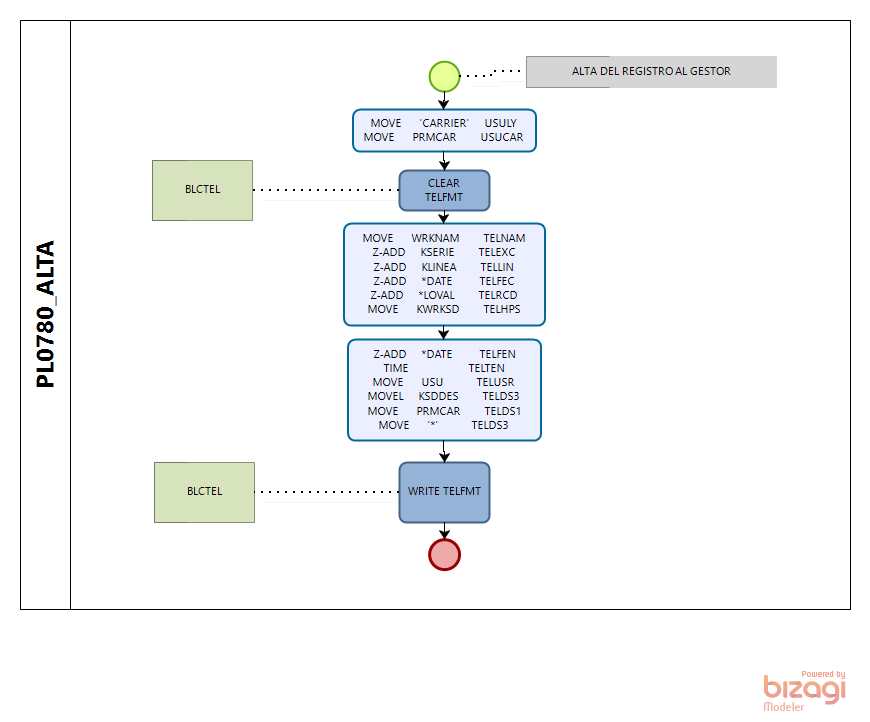 PL0780_ALTA
ALTA DEL REGISTRO AL GESTOR
MOVE 'CARRIER' USULY
MOVE PRMCAR USUCAR
BLCTEL
CLEAR
TELFMT
MOVE WRKNAM TELNAM
Z-ADD KSERIE TELEXC
Z-ADD KLINEA TELLIN
Z-ADD *DATE TELFEC
Z-ADD *LOVAL TELRCD
MOVE KWRKSD TELHPS
Z-ADD *DATE TELFEN
TIME TELTEN
MOVE USU TELUSR
MOVEL KSDDES TELDS3
MOVE PRMCAR TELDS1
MOVE '*' TELDS3
BLCTEL
WRITE TELFMT
Powered by
bizagi
Modeler